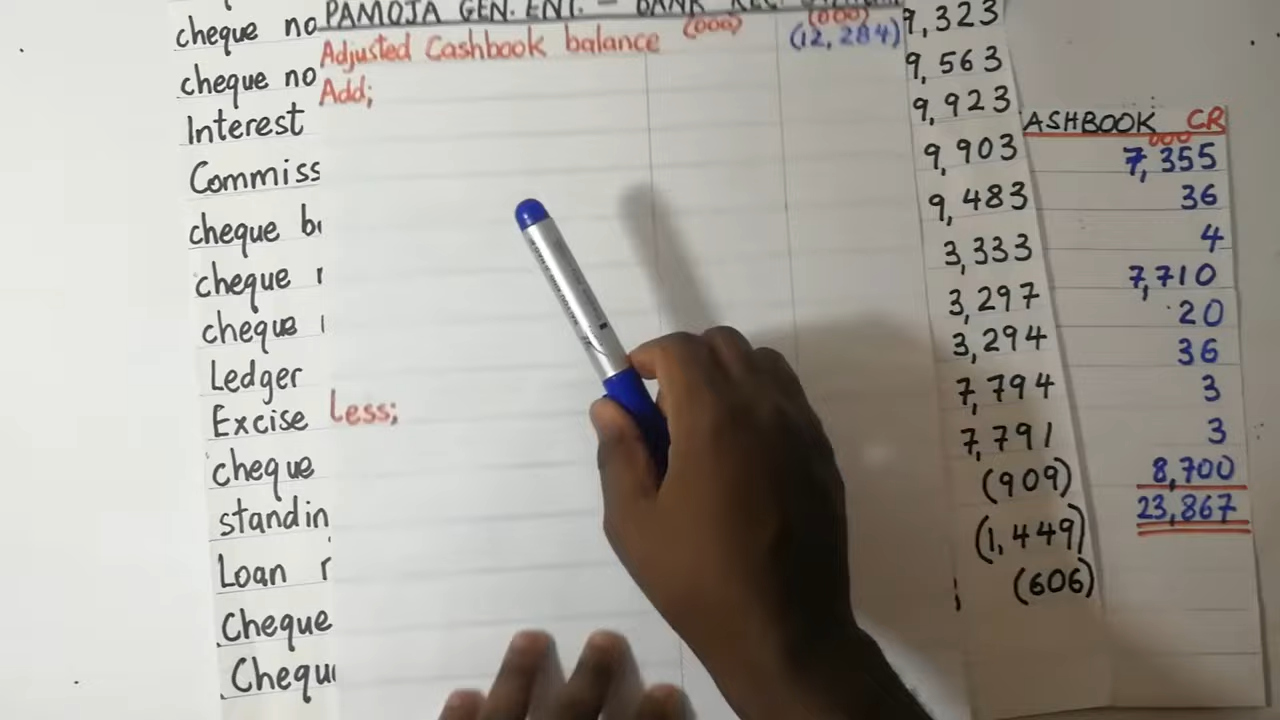 cheque no
cheque no
Interest
Commiss
cheque b
cheque
cheque
Ledger
Excise
cheque
standin
Loan
Cheque
Chequ
PAMOJA GEN. ENT. - BANK REC.
Adjusted Cashbook balance (000) (000) (12,284)
Add;
Less;
9,323
9,563
9,923
9,903
9,483
3,333
3,297
3,294
7,794
7,791
(909)
(1,449)
(606)
ASHBOOK CR
000
7,355
36
4
7,710
20
36
3
3
8,700
23,867